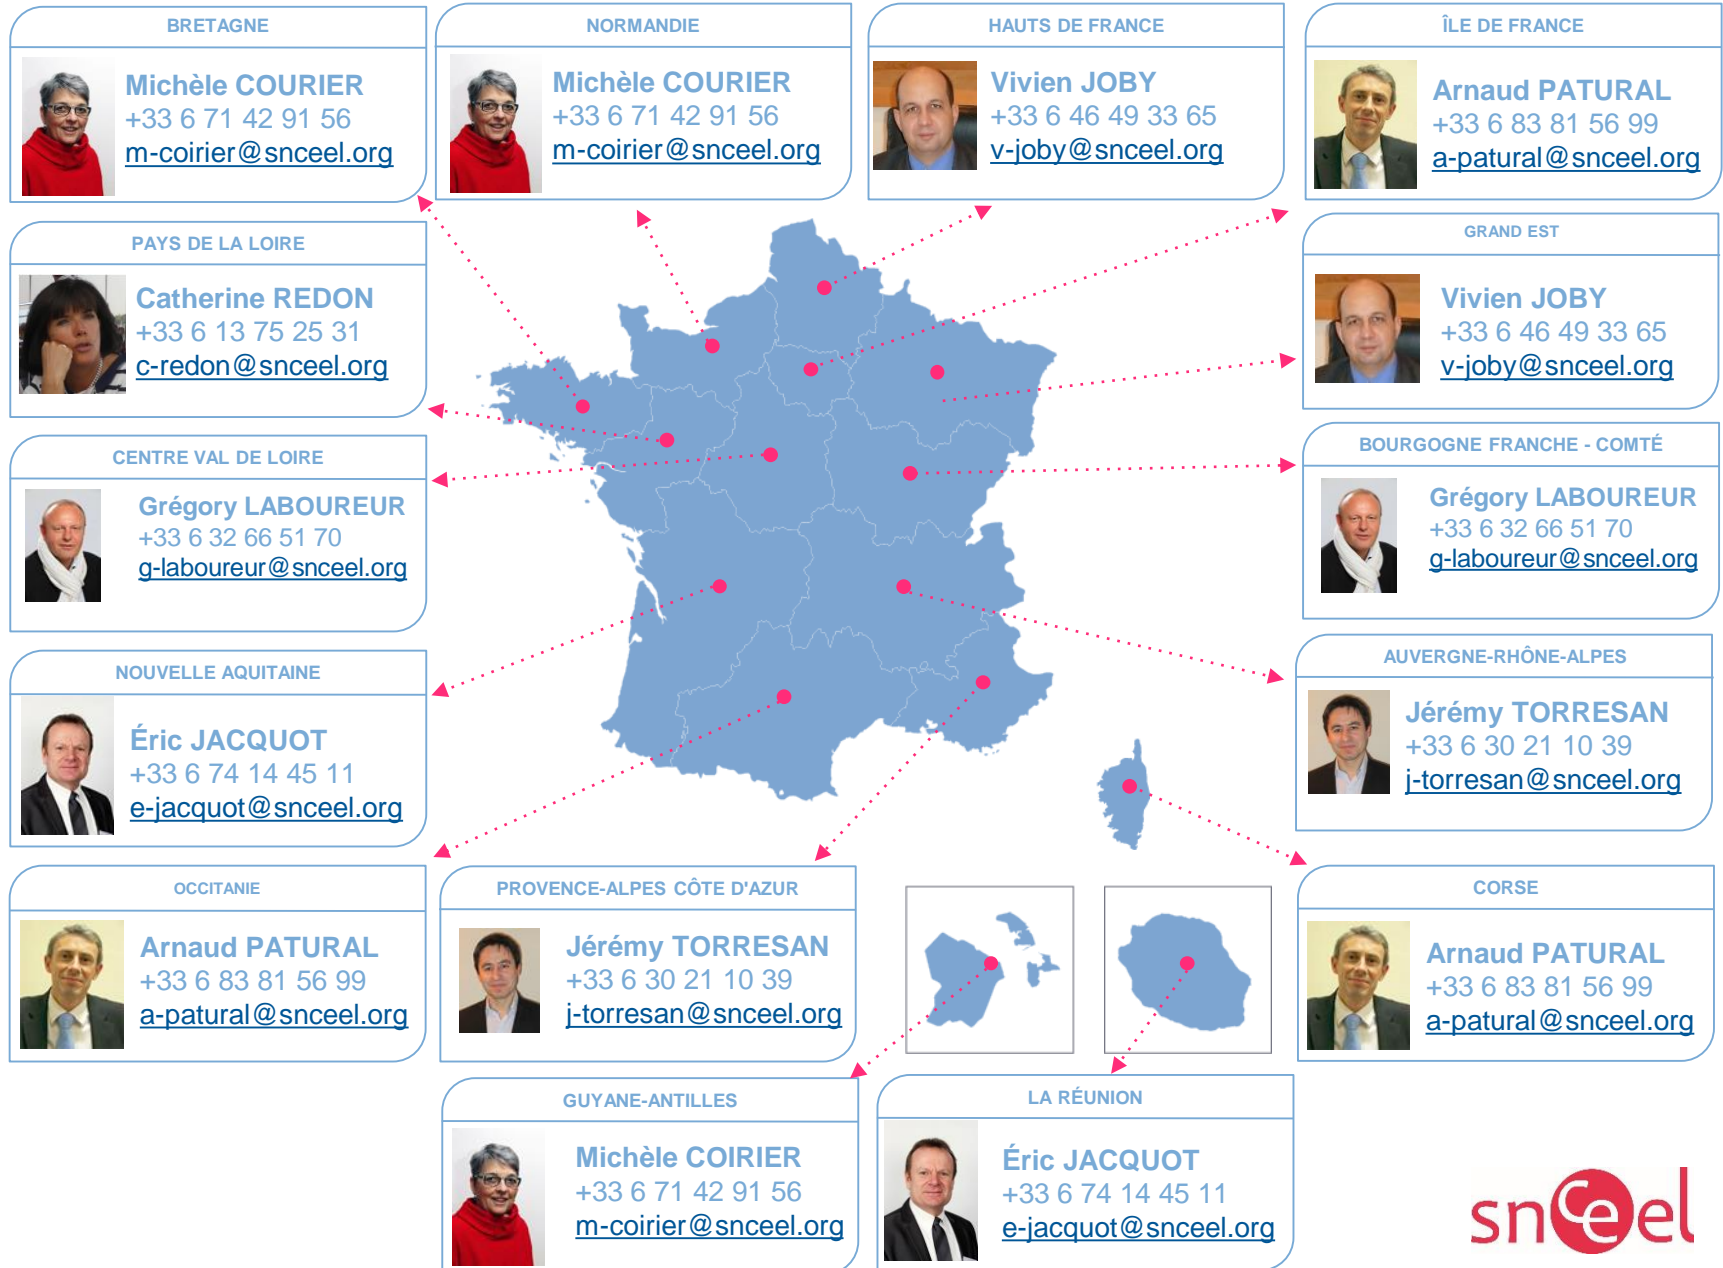 BRETAGNE
Michèle COURIER
+33 6 71 42 91 56
m-coirier@snceel.org
NORMANDIE
Michèle COURIER
+33 6 71 42 91 56
m-coirier@snceel.org
HAUTS DE FRANCE
Vivien JOBY
+33 6 46 49 33 65
v-joby@snceel.org
ÎLE DE FRANCE
Arnaud PATURAL
+33 6 83 81 56 99
a-patural@snceel.org
PAYS DE LA LOIRE
Catherine REDON
+33 6 13 75 25 31
c-redon@snceel.org
GRAND EST
Vivien JOBY
+33 6 46 49 33 65
v-joby@snceel.org
CENTRE VAL DE LOIRE
Grégory LABOUREUR
+33 6 32 66 51 70
g-laboureur@snceel.org
BOURGOGNE FRANCHE - COMTÉ
Grégory LABOUREUR
+33 6 32 66 51 70
g-laboureur@snceel.org
NOUVELLE AQUITAINE
Éric JACQUOT
+33 6 74 14 45 11
e-jacquot@snceel.org
AUVERGNE-RHÔNE-ALPES
Jérémy TORRESAN
+33 6 30 21 10 39
j-torresan@snceel.org
OCCITANIE
Arnaud PATURAL
+33 6 83 81 56 99
a-patural@snceel.org
PROVENCE-ALPES CÔTE D'AZUR
Jérémy TORRESAN
+33 6 30 21 10 39
j-torresan@snceel.org
CORSE
Arnaud PATURAL
+33 6 83 81 56 99
a-patural@snceel.org
GUYANE-ANTILLES
Michèle COIRIER
+33 6 71 42 91 56
m-coirier@snceel.org
LA RÉUNION
Éric JACQUOT
+33 6 74 14 45 11
e-jacquot@snceel.org
snceel